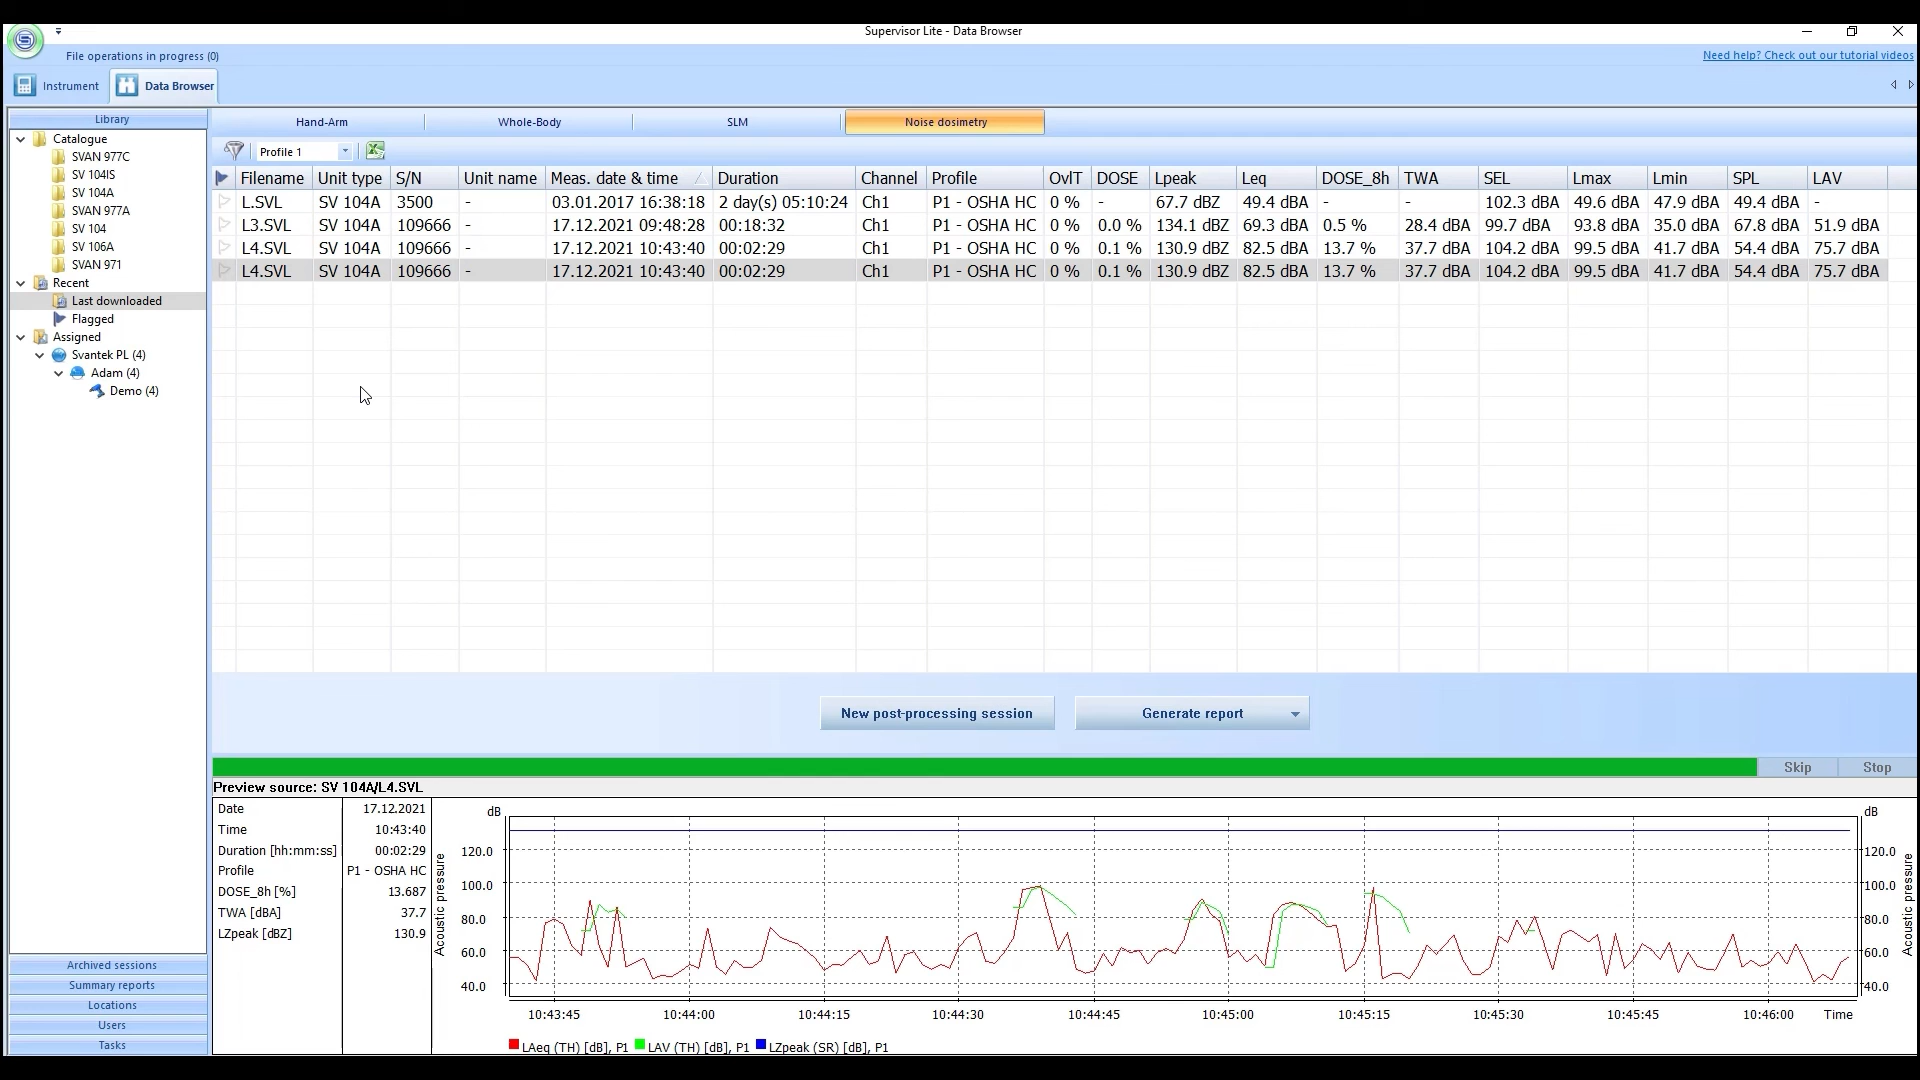 Supervisor Lite - Data Browser
File operations in progress (0)
Need help? Check out our tutorial videos
Instrument
Data Browser
Library
Catalogue
SVAN 977C
SV 104IS
SV 104A
SVAN 977A
SV 104
SV 106A
SVAN 971
Recent
Last downloaded
Flagged
Assigned
Svantek PL (4)
Adam (4)
Demo (4)
Archived sessions
Summary reports
Locations
Users
Tasks
Hand-Arm Whole-Body SLM Noise dosimetry
Profile 1
Filename Unit type S/N Unit name Meas. date & time Duration Channel Profile OvlT DOSE Lpeak Leq DOSE_8h TWA SEL Lmax Lmin SPL LAV
L.SVL SV 104A 3500 - 03.01.2017 16:38:18 2 day(s) 05:10:24 Ch1 P1 - OSHA HC 0 % - 67.7 dBZ 49.4 dBA - - 102.3 dBA 49.6 dBA 47.9 dBA 49.4 dBA -
L3.SVL SV 104A 109666 - 17.12.2021 09:48:28 00:18:32 Ch1 P1 - OSHA HC 0 % 0.0 % 134.1 dBZ 69.3 dBA 0.5 % 28.4 dBA 99.7 dBA 93.8 dBA 35.0 dBA 67.8 dBA 51.9 dBA
L4.SVL SV 104A 109666 - 17.12.2021 10:43:40 00:02:29 Ch1 P1 - OSHA HC 0 % 0.1 % 130.9 dBZ 82.5 dBA 13.7 % 37.7 dBA 104.2 dBA 99.5 dBA 41.7 dBA 54.4 dBA 75.7 dBA
L4.SVL SV 104A 109666 - 17.12.2021 10:43:40 00:02:29 Ch1 P1 - OSHA HC 0 % 0.1 % 130.9 dBZ 82.5 dBA 13.7 % 37.7 dBA 104.2 dBA 99.5 dBA 41.7 dBA 54.4 dBA 75.7 dBA
New post-processing session
Generate report
Skip
Stop
Preview source: SV 104A/L4.SVL
Date 17.12.2021
Time 10:43:40
Duration [hh:mm:ss] 00:02:29
Profile P1 - OSHA HC
DOSE_8h [%] 13.687
TWA [dBA] 37.7
LZpeak [dBZ] 130.9
dB
Acoustic pressure
120.0
100.0
80.0
60.0
40.0
dB
120.0
100.0
80.0
60.0
40.0
Acoustic pressure
10:43:45 10:44:00 10:44:15 10:44:30 10:44:45 10:45:00 10:45:15 10:45:30 10:45:45 10:46:00 Time
LAeq (TH) [dB], P1 LAV (TH) [dB], P1 LZpeak (SR) [dB], P1